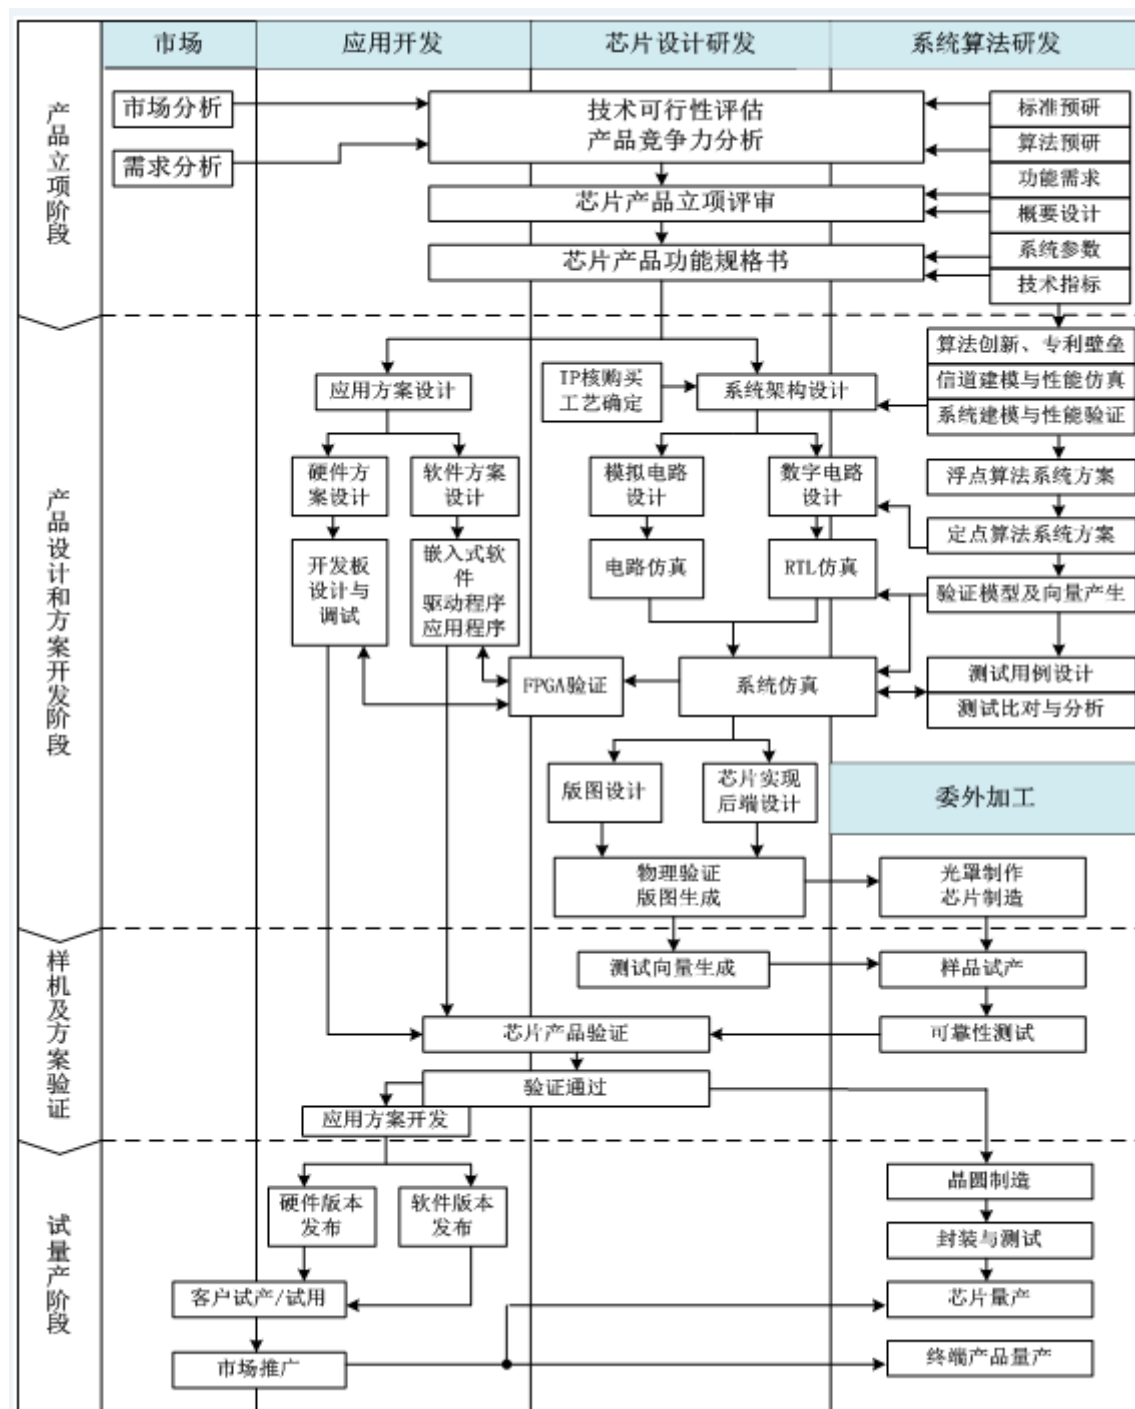 市场
应用开发
芯片设计研发
系统算法研发
产品立项阶段
市场分析
需求分析
技术可行性评估
产品竞争力分析
芯片产品立项评审
芯片产品功能规格书
标准预研
算法预研
功能需求
概要设计
系统参数
技术指标
产品设计和方案开发阶段
应用方案设计
IP核购买
工艺确定
系统架构设计
算法创新、专利壁垒
信道建模与性能仿真
系统建模与性能验证
硬件方
案设计
软件方案
设计
模拟电路
设计
数字电路
设计
浮点算法系统方案
定点算法系统方案
开发板
设计与
调试
嵌入式软
件
驱动程序
应用程序
电路仿真
RTL仿真
验证模型及向量产生
FPGA验证
系统仿真
测试用例设计
测试比对与分析
版图设计
芯片实现
后端设计
委外加工
物理验证
版图生成
光罩制作
芯片制造
样机及方案验证
测试向量生成
样品试产
芯片产品验证
可靠性测试
验证通过
应用方案开发
试量产阶段
硬件版本
发布
软件版本
发布
晶圆制造
封装与测试
客户试产/试用
芯片量产
市场推广
终端产品量产